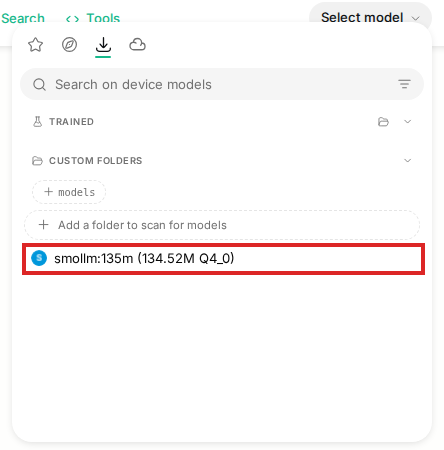 Search <> Tools Select model
Search on device models
TRAINED
CUSTOM FOLDERS
+ models
+ Add a folder to scan for models
S smollm:135m (134.52M Q4_0)